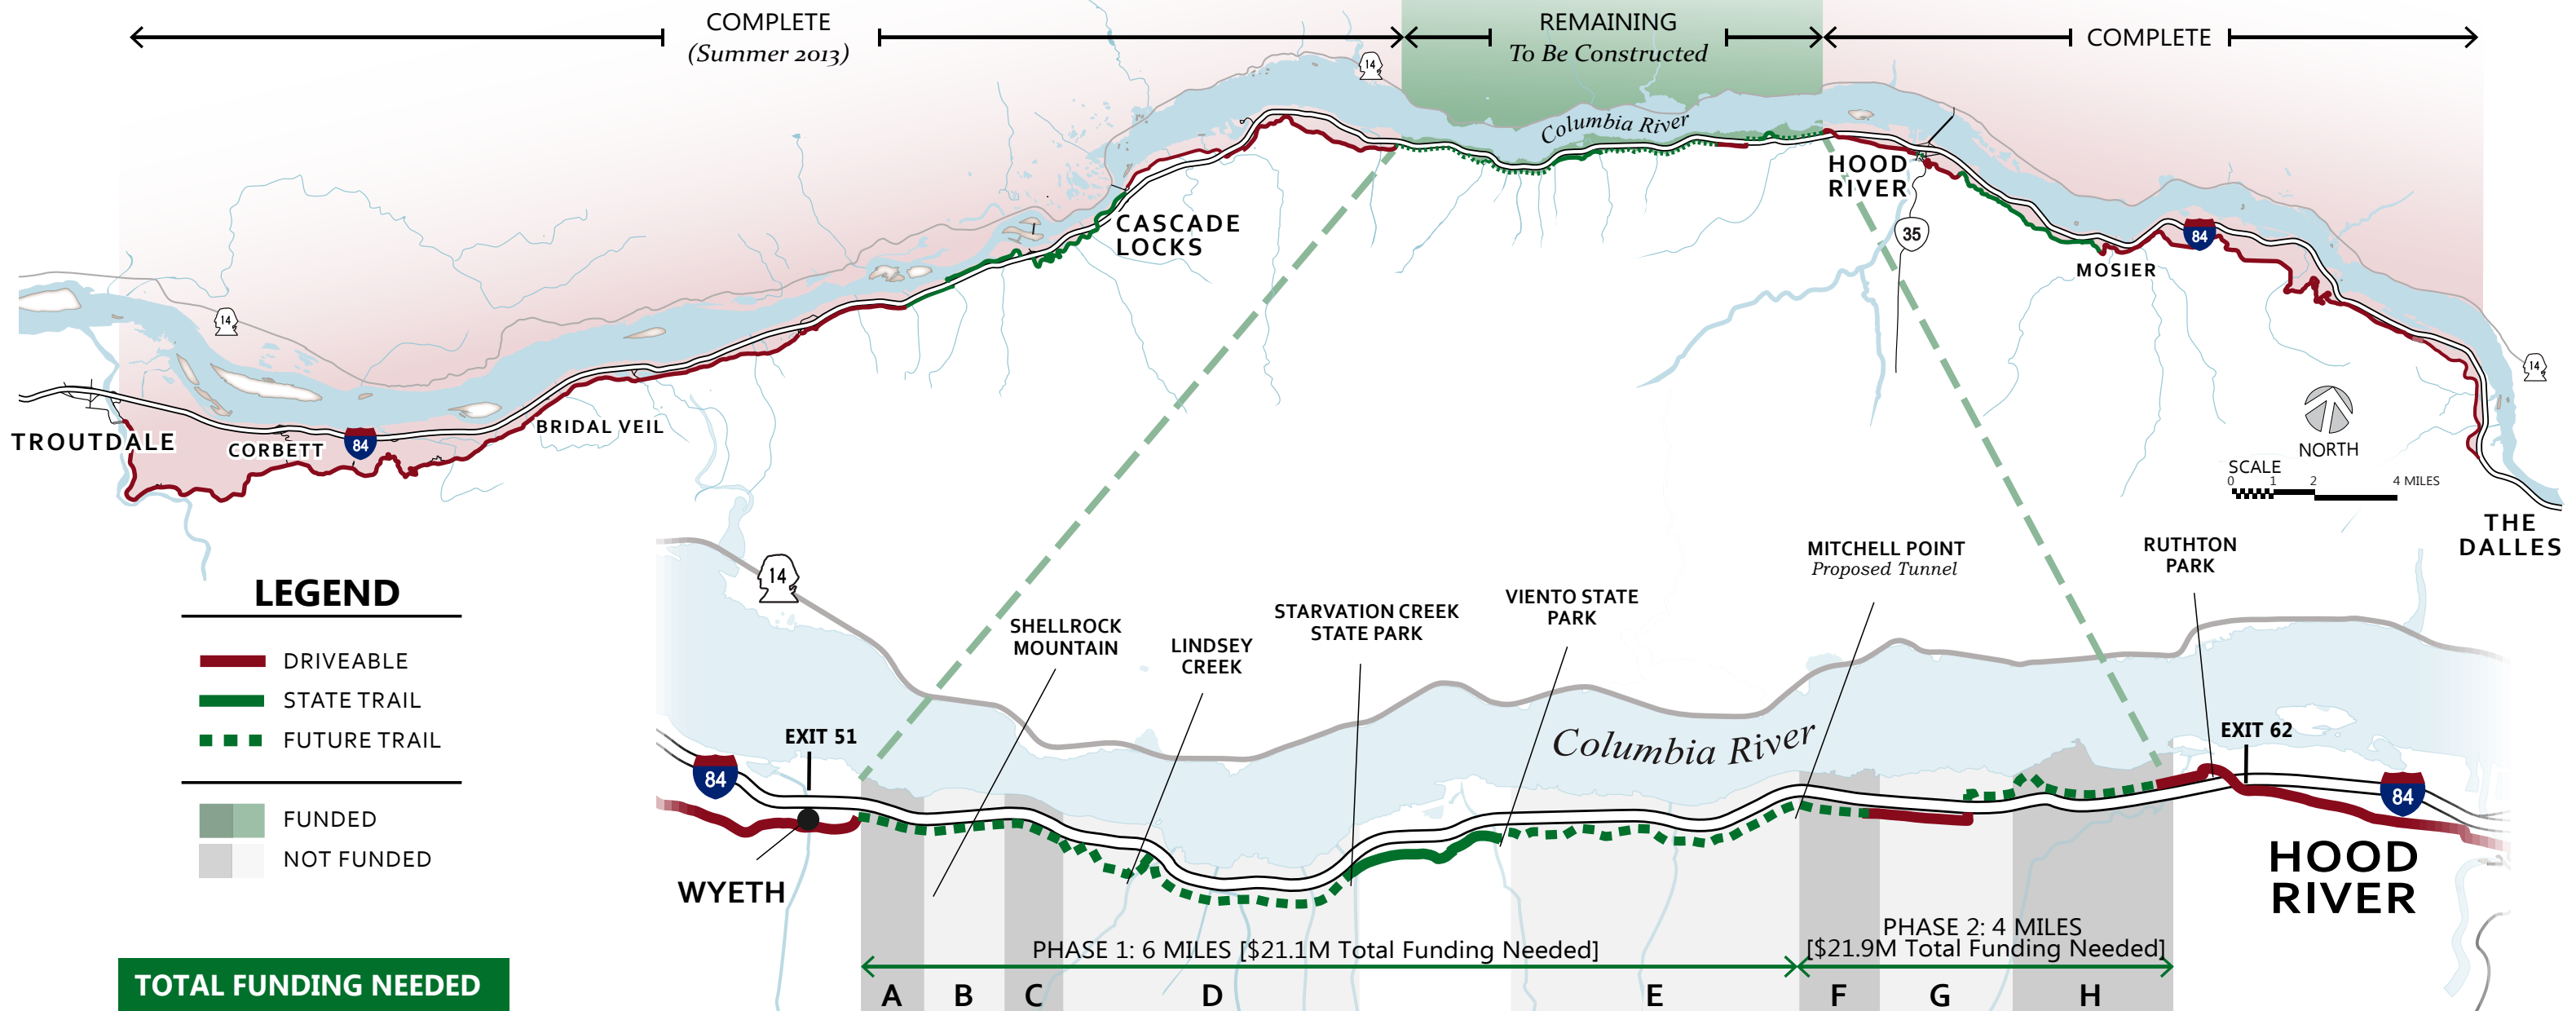 COMPLETE
(Summer 2013)
REMAINING
To Be Constructed
COMPLETE
14
Columbia River
HOOD
RIVER
CASCADE
LOCKS
35
84
MOSIER
14
14
BRIDAL VEIL
TROUTDALE
CORBETT
84
NORTH
SCALE
0 1 2 4 MILES
THE
DALLES
LEGEND
DRIVEABLE
STATE TRAIL
FUTURE TRAIL
FUNDED
NOT FUNDED
14
SHELLROCK
MOUNTAIN
LINDSEY
CREEK
STARVATION CREEK
STATE PARK
VIENTO STATE
PARK
MITCHELL POINT
Proposed Tunnel
RUTHTON
PARK
EXIT 51
Columbia River
EXIT 62
84
84
WYETH
HOOD
RIVER
PHASE 1: 6 MILES [$21.1M Total Funding Needed]
PHASE 2: 4 MILES
[$21.9M Total Funding Needed]
A B C D E F G H
TOTAL FUNDING NEEDED